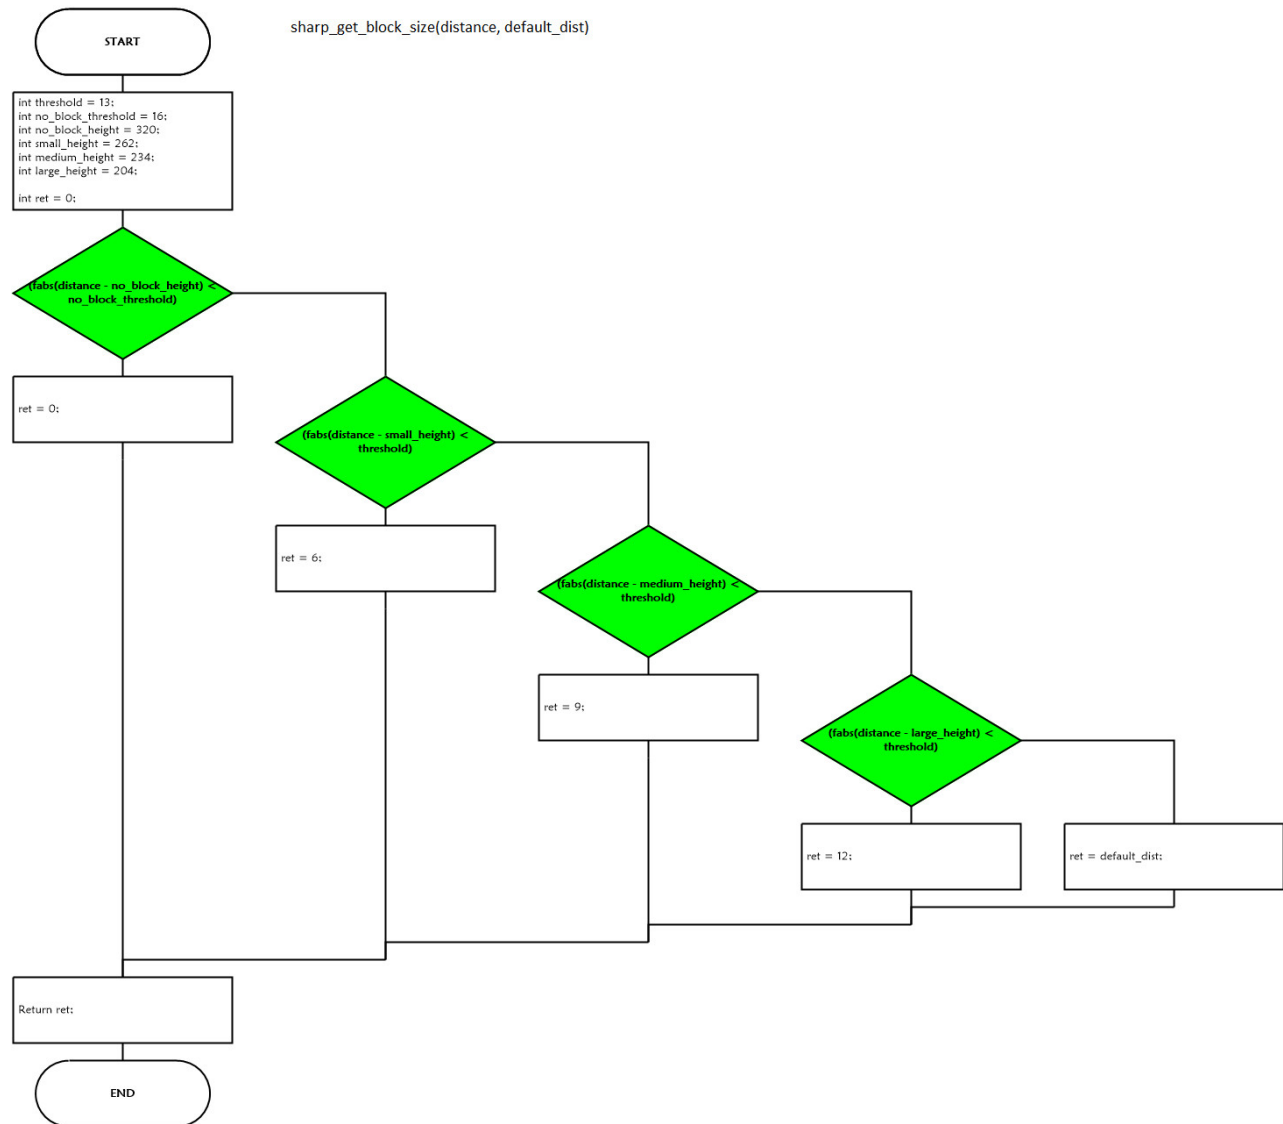 sharp_get_block_size(distance, default_dist)
START
int threshold = 13;
int no_block_threshold = 16;
int no_block_height = 320;
int small_height = 262;
int medium_height = 234;
int large_height = 204;
int ret = 0;
(fabs(distance - no_block_height) <
no_block_threshold)
ret = 0;
(fabs(distance - small_height) <
threshold)
ret = 6;
(fabs(distance - medium_height) <
threshold)
ret = 9;
(fabs(distance - large_height) <
threshold)
ret = 12;
ret = default_dist;
Return ret;
END